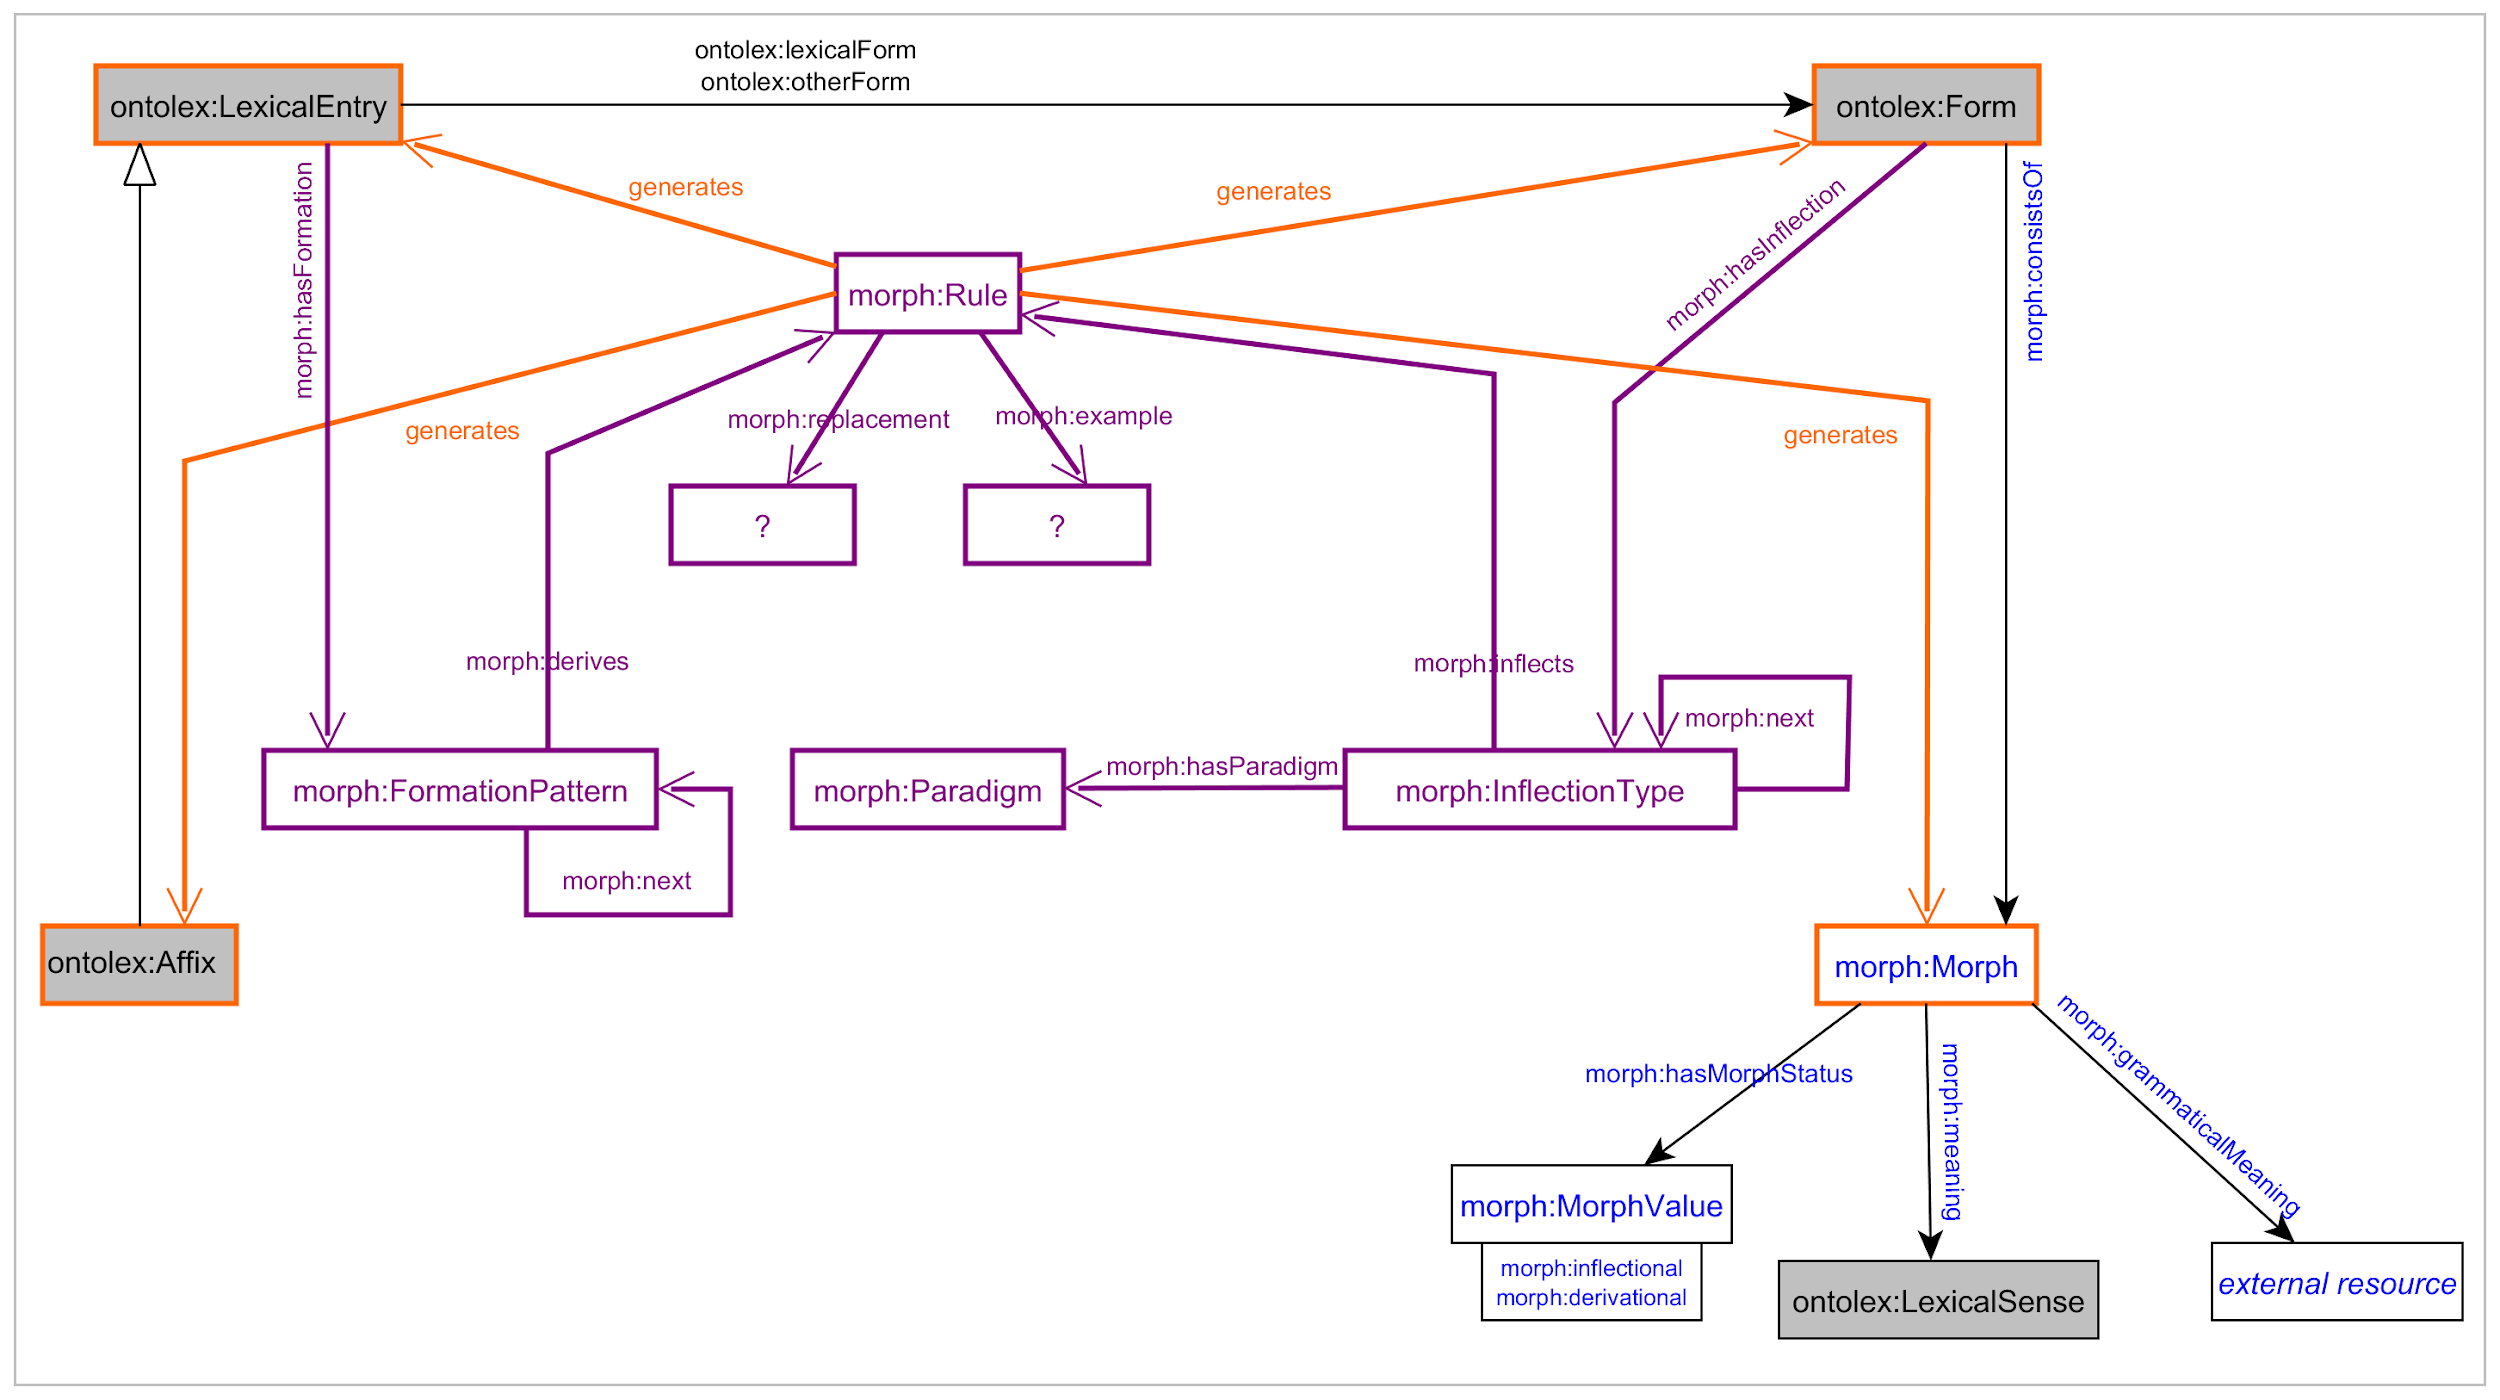 ontolex:lexicalForm
ontolex:otherForm
ontolex:LexicalEntry
ontolex:Form
generates
generates
morph:hasFormation
morph:hasInflection
morph:consistsOf
morph:Rule
generates
morph:replacement
morph:example
generates
?
?
morph:derives
morph:inflects
morph:next
morph:FormationPattern
morph:Paradigm
morph:hasParadigm
morph:InflectionType
morph:next
ontolex:Affix
morph:Morph
morph:hasMorphStatus
morph:meaning
morph:grammaticalMeaning
morph:MorphValue
morph:inflectional
morph:derivational
ontolex:LexicalSense
external resource